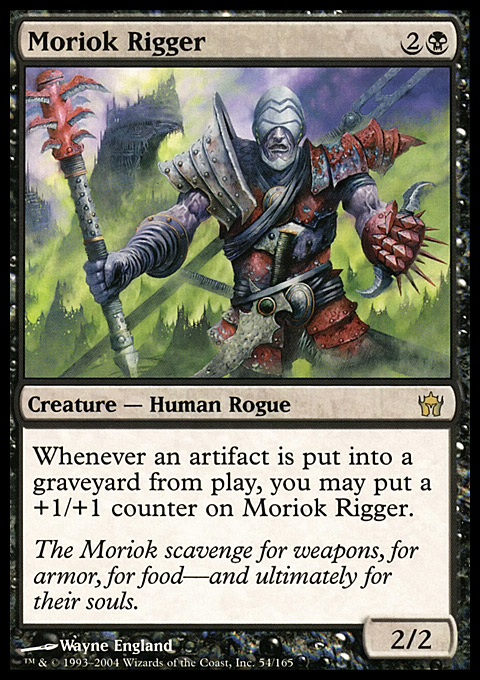 Moriok Rigger 2
Creature — Human Rogue
Whenever an artifact is put into a
graveyard from play, you may put a
+1/+1 counter on Moriok Rigger.
The Moriok scavenge for weapons, for
armor, for food—and ultimately for
their souls.
2/2
Wayne England
™ & © 1993–2004 Wizards of the Coast, Inc. 54/165